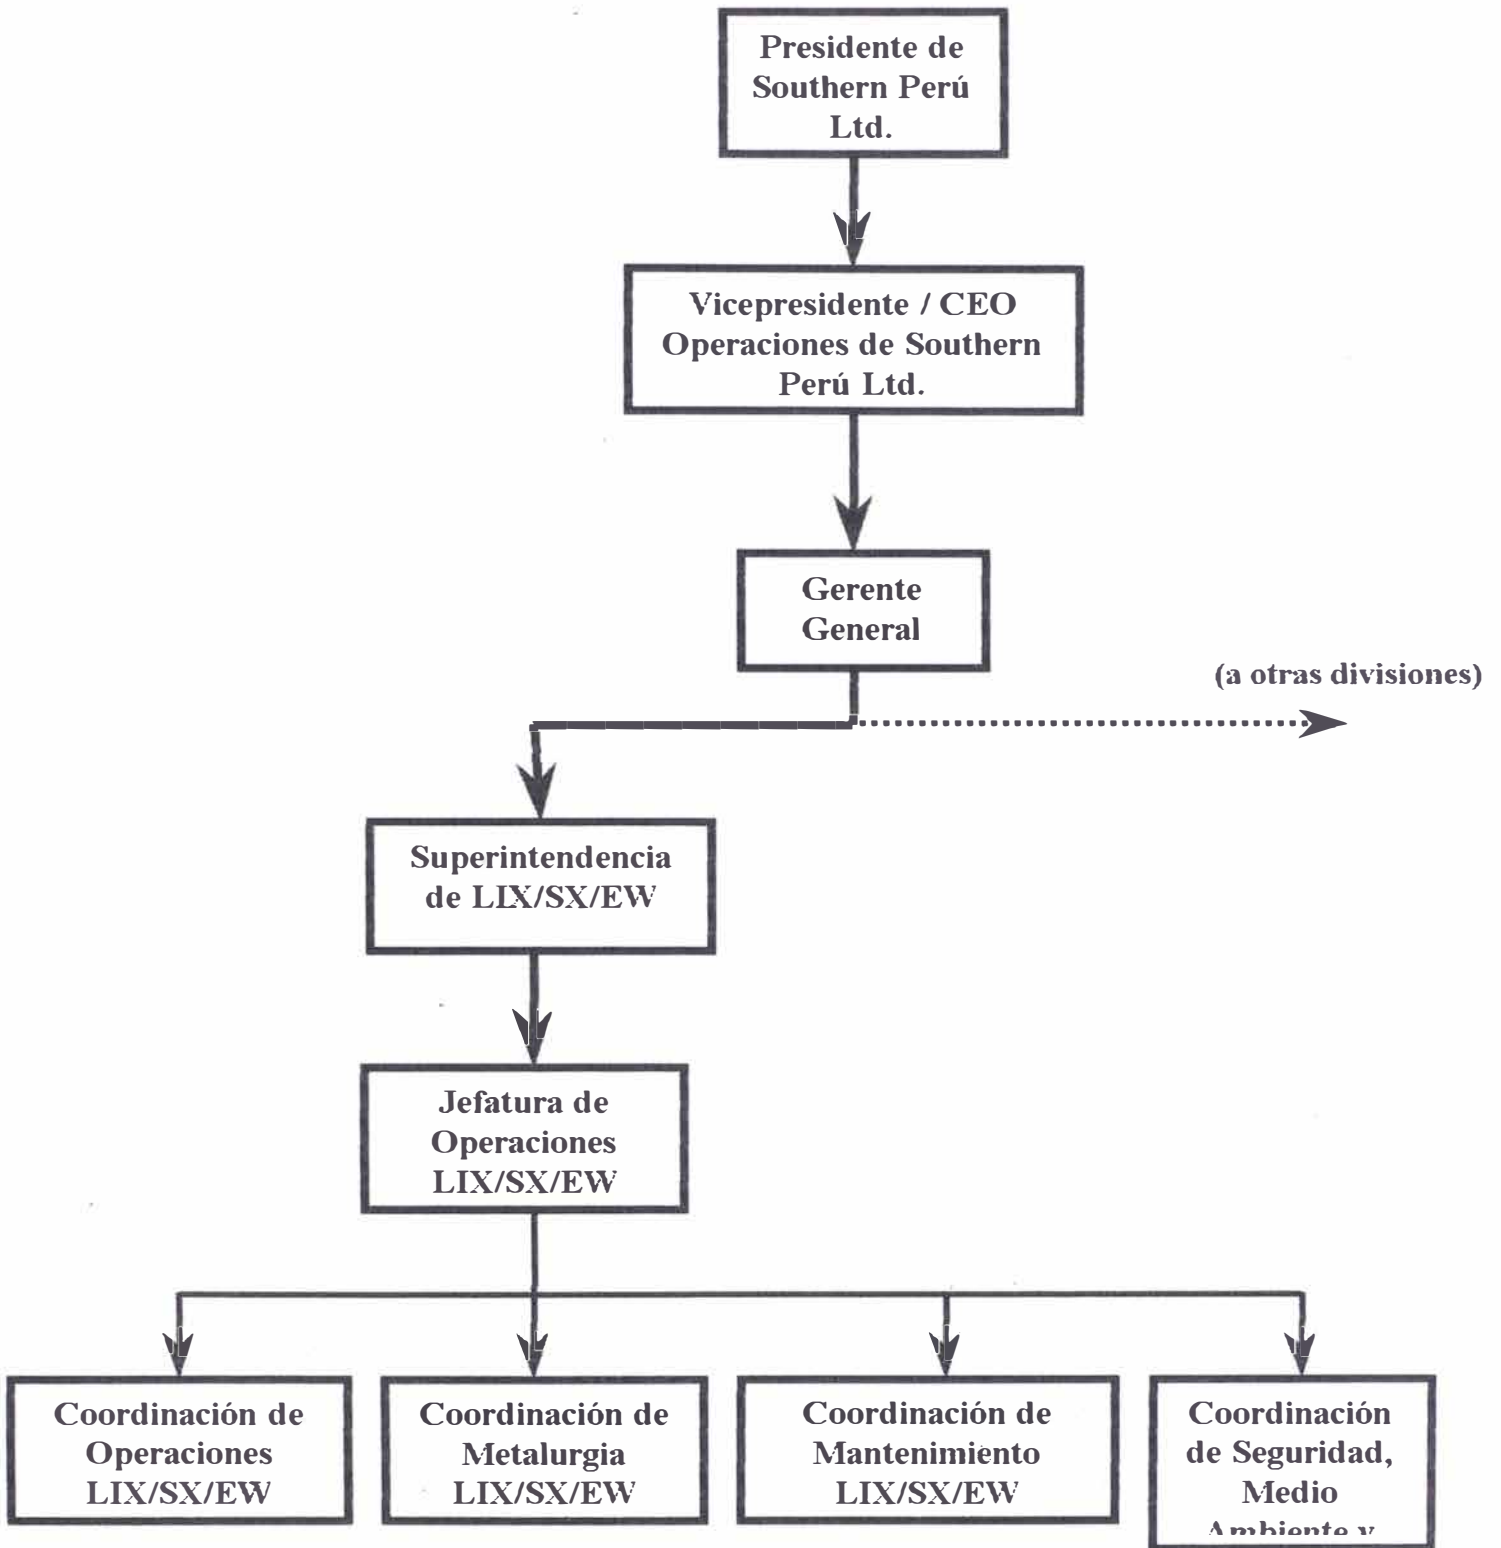 Presidente de
Southern Perú
Ltd.
Vicepresidente / CEO
Operaciones de Southern
Perú Ltd.
Gerente
General
(a otras divisiones)
Superintendencia
de LIX/SX/EW
Jefatura de
Operaciones
LIX/SX/EW
Coordinación de
Operaciones
LIX/SX/EW
Coordinación de
Metalurgia
LIX/SX/EW
Coordinación de
Mantenimiento
LIX/SX/EW
Coordinación
de Seguridad,
Medio
Ambiente y